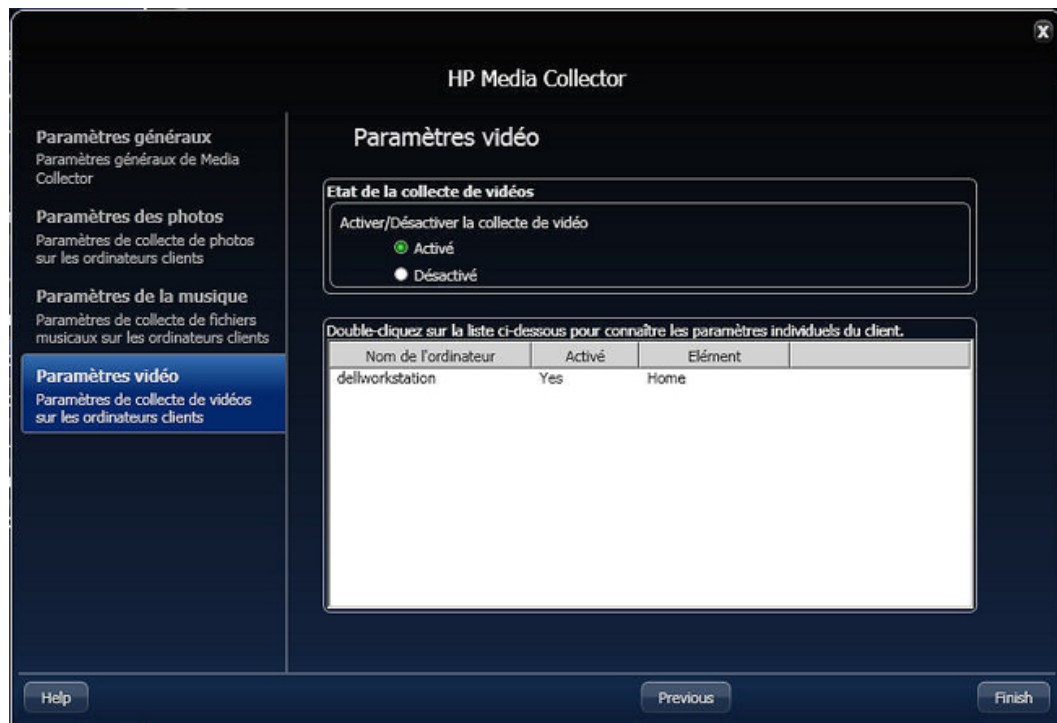 X
HP Media Collector
Paramètres généraux
Paramètres généraux de Media
Collector
Paramètres des photos
Paramètres de collecte de photos
sur les ordinateurs clients
Paramètres de la musique
Paramètres de collecte de fichiers
musicaux sur les ordinateurs clients
Paramètres vidéo
Paramètres de collecte de vidéos
sur les ordinateurs clients
Paramètres vidéo
Etat de la collecte de vidéos
Activer/Désactiver la collecte de vidéo
Activé
Désactivé
Double-cliquez sur la liste ci-dessous pour connaître les paramètres individuels du client.
Nom de l'ordinateur Activé Elément
dellworkstation Yes Home
Help Previous Finish